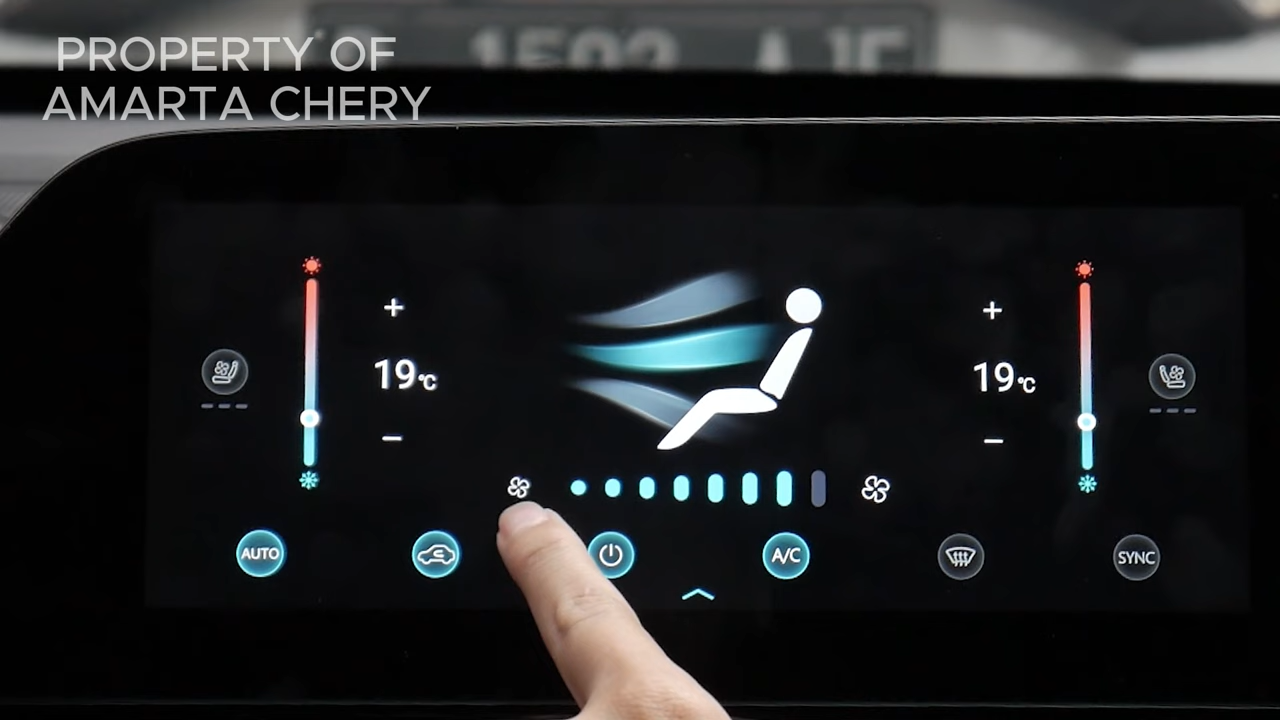 PROPERTY OF
AMARTA CHERY
+ +
19°C 19°C
− −
AUTO A/C SYNC